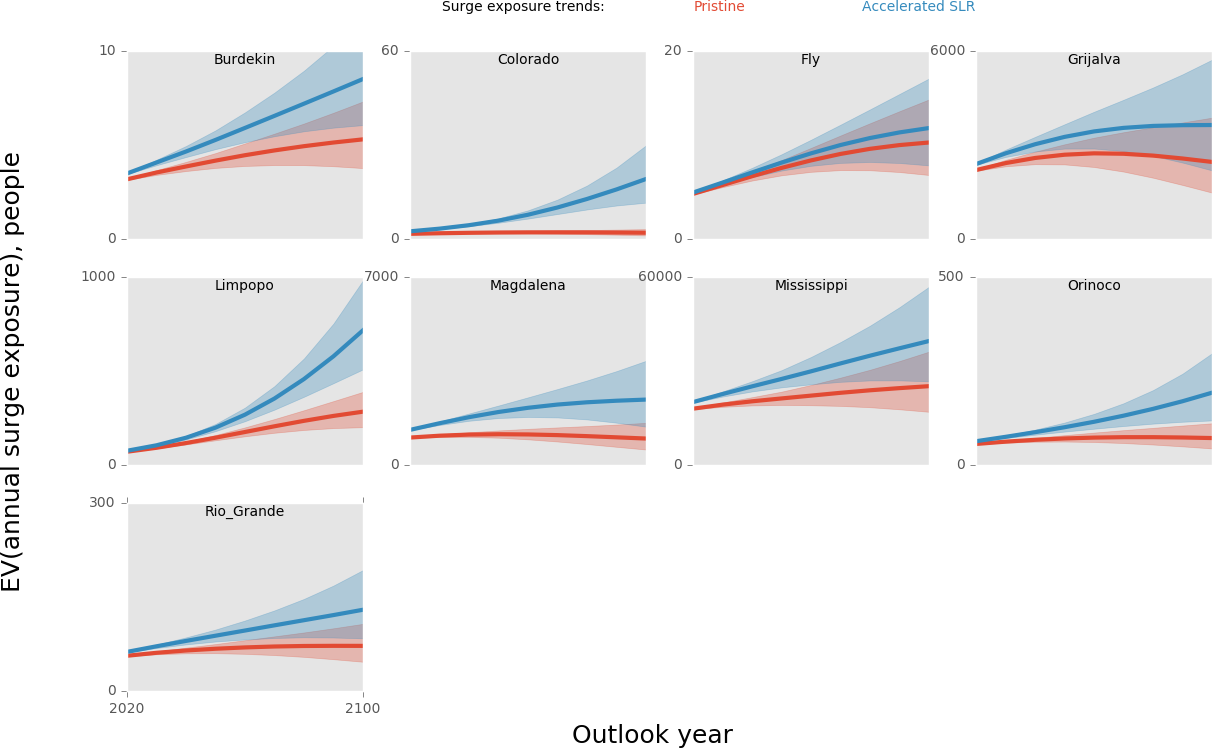 Surge exposure trends: Pristine Accelerated SLR
10 60 20 6000
Burdekin Colorado Fly Grijalva
0 0 0 0
1000 7000 60000 500
Limpopo Magdalena Mississippi Orinoco
0 0 0 0
300
Rio_Grande
0
2020 2100
EV(annual surge exposure), people
Outlook year